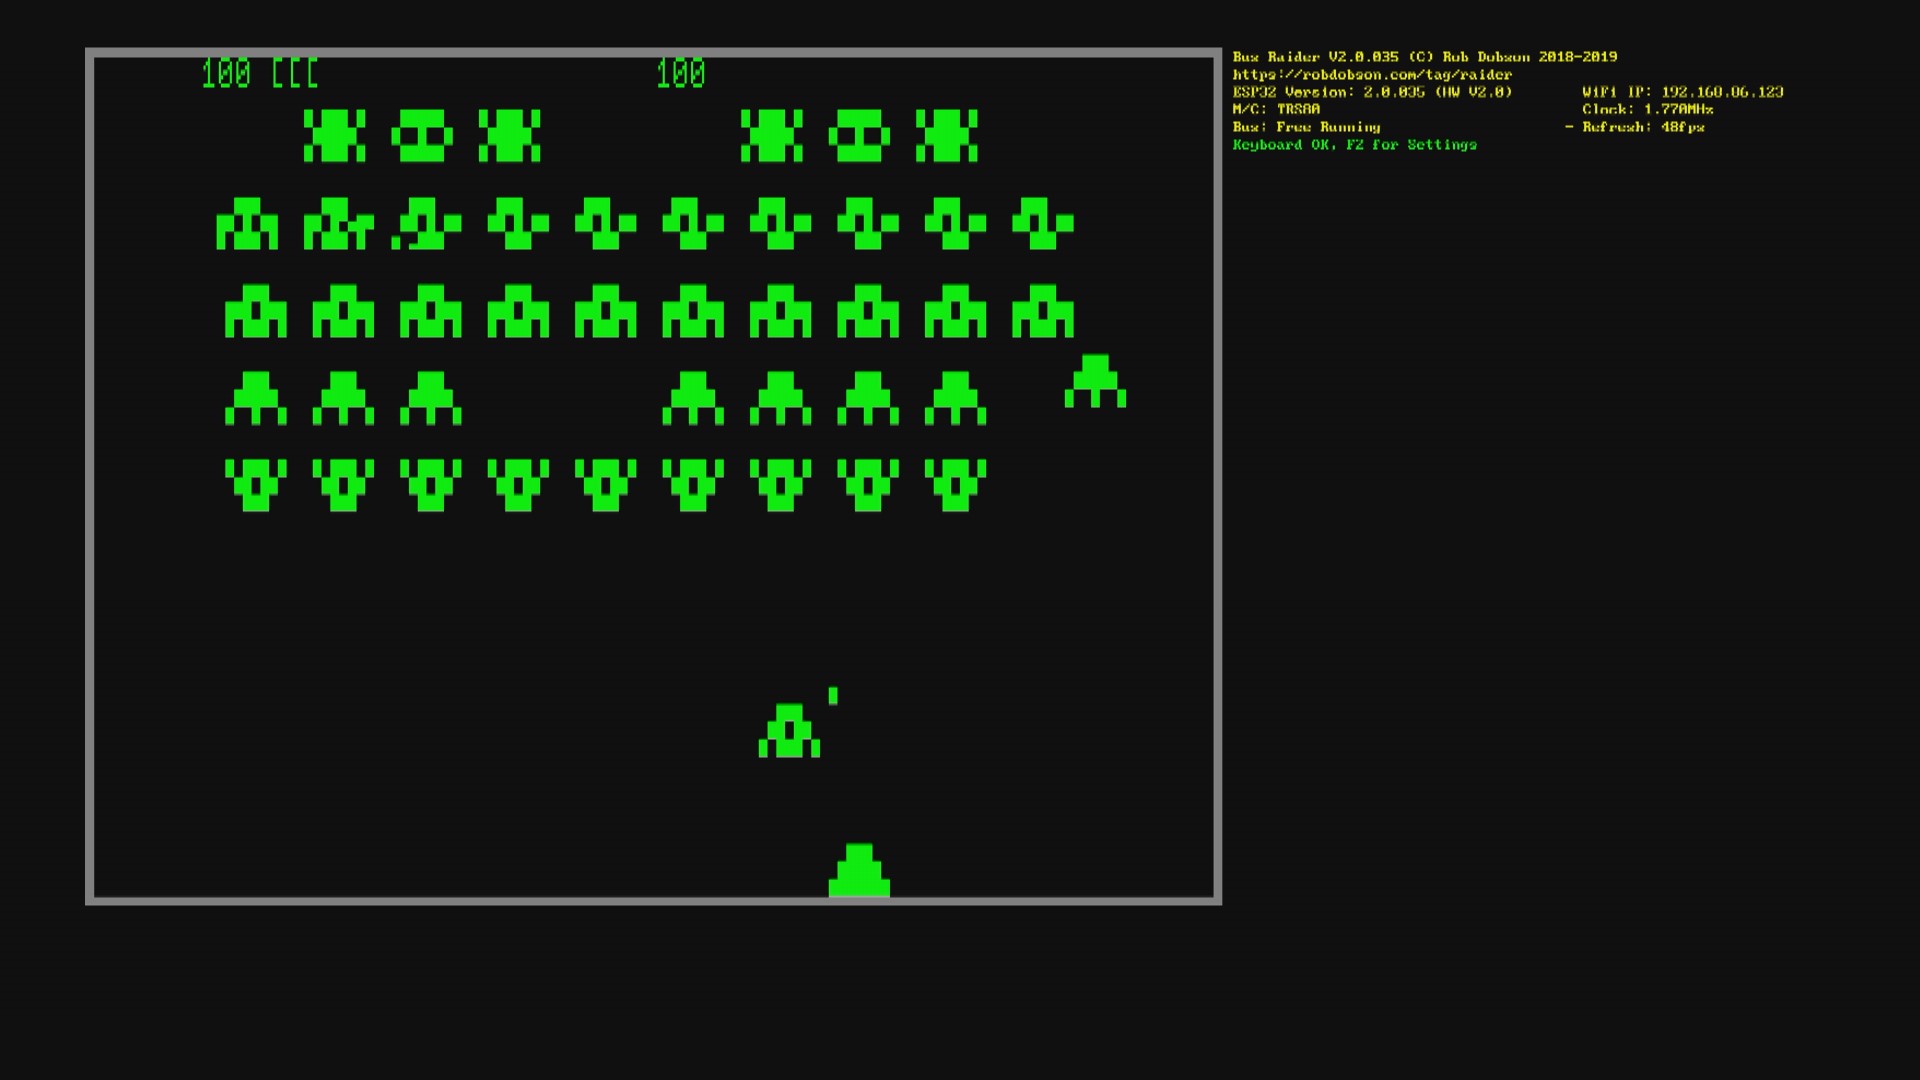 100 [[[ 100
Bus Raider V2.0.035 (C) Rob Dobson 2018-2019
https://robdobson.com/tag/raider
ESP32 Version: 2.0.035 (HW V2.0) WiFi IP: 192.168.86.123
M/C: TRS80 Clock: 1.770MHz
Bus: Free Running - Refresh: 48fps
Keyboard OK, F2 for Settings